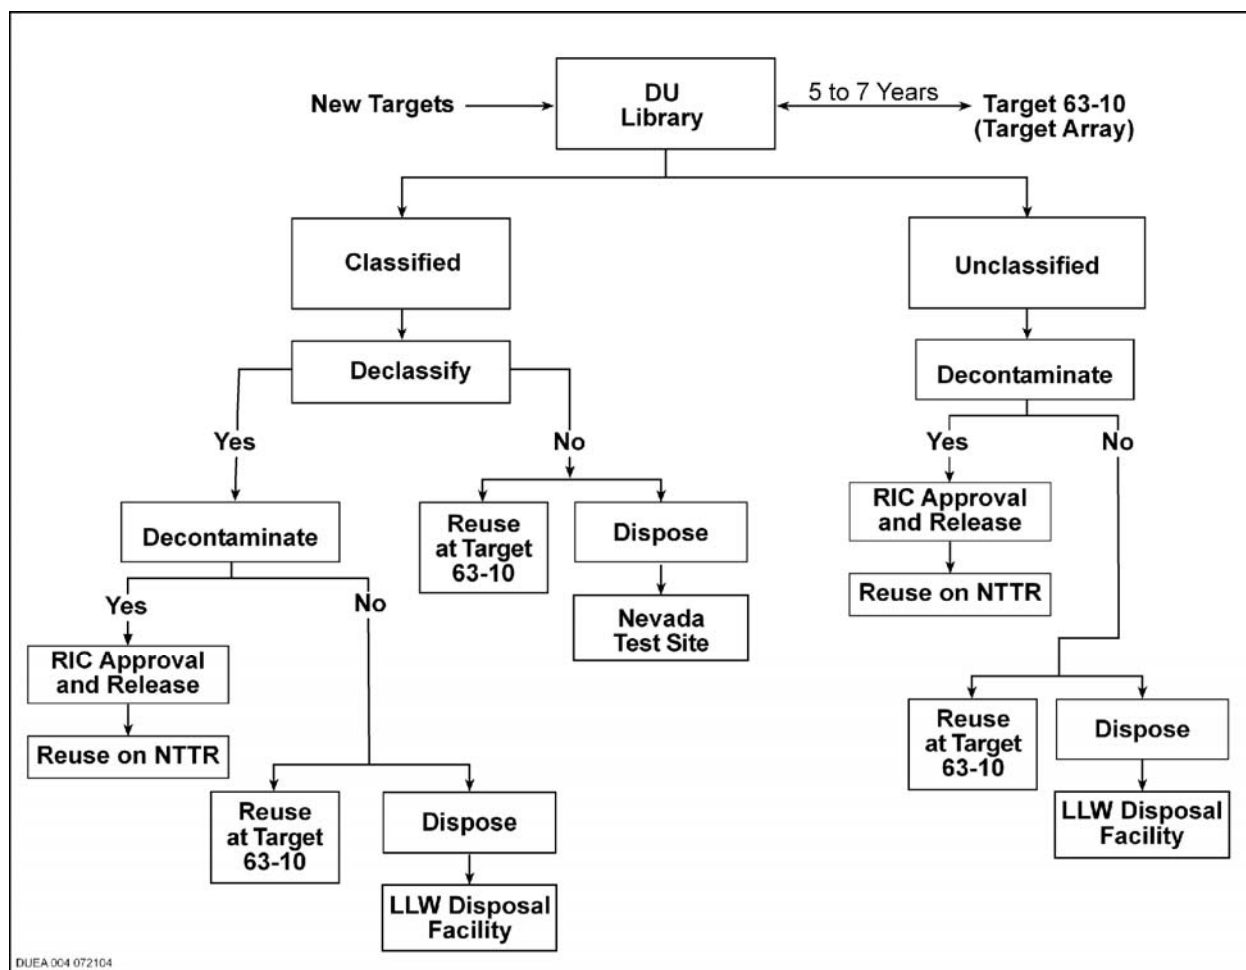 New Targets
DU
Library
5 to 7 Years
Target 63-10
(Target Array)
Classified
Unclassified
Declassify
Decontaminate
Yes
No
Yes
No
Decontaminate
Reuse
at Target
63-10
Dispose
RIC Approval
and Release
Reuse on NTTR
Nevada
Test Site
Yes
No
RIC Approval
and Release
Reuse on NTTR
Reuse
at Target
63-10
Dispose
LLW Disposal
Facility
Reuse
at Target
63-10
Dispose
LLW Disposal
Facility
DUEA 004 072104